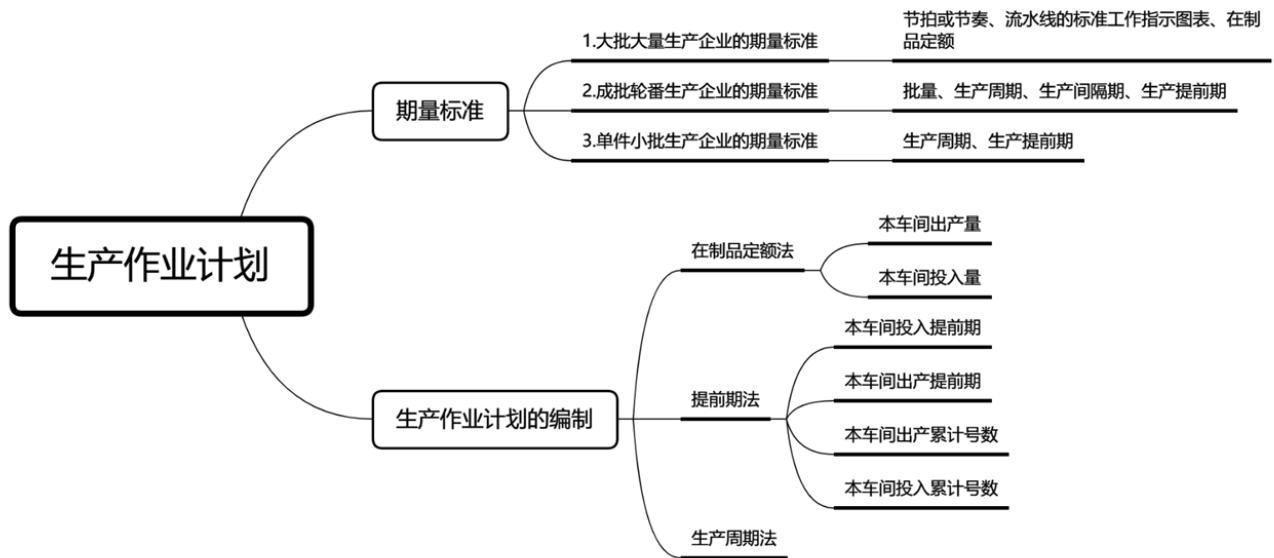 生产作业计划
期量标准
1.大批大量生产企业的期量标准
节拍或节奏、流水线的标准工作指示图表、在制
品定额
2.成批轮番生产企业的期量标准
批量、生产周期、生产间隔期、生产提前期
3.单件小批生产企业的期量标准
生产周期、生产提前期
生产作业计划的编制
在制品定额法
本车间出产量
本车间投入量
提前期法
本车间投入提前期
本车间出产提前期
本车间出产累计号数
本车间投入累计号数
生产周期法